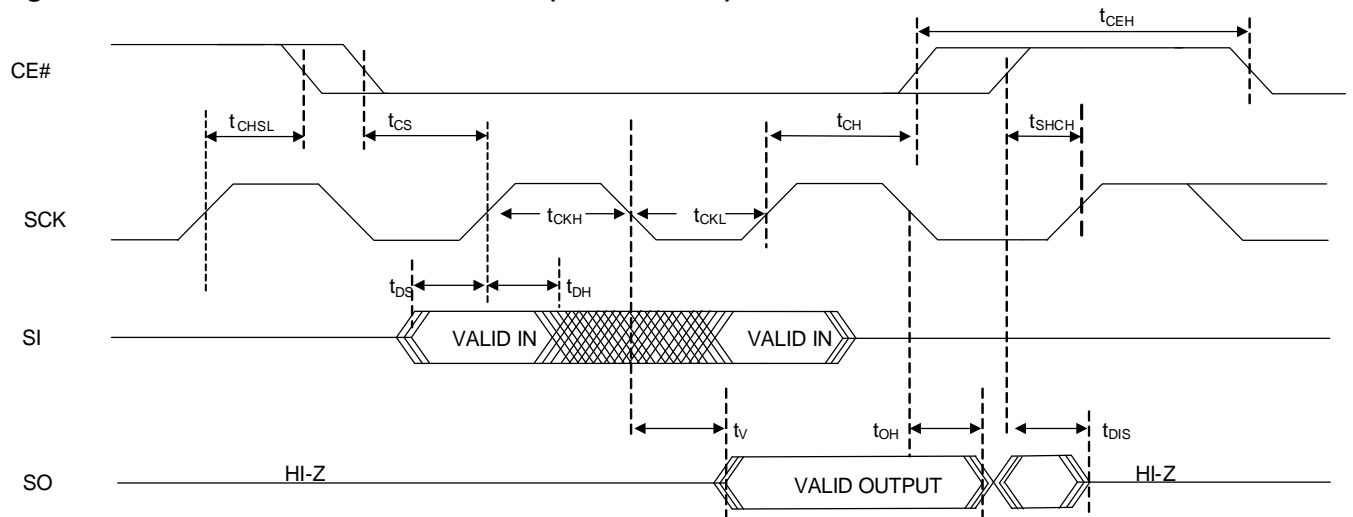 tCEH
CE#
tCHSL
tCS
tCH
tSHCH
SCK
tCKH
tCKL
tDS
tDH
SI
VALID IN
VALID IN
tV
tOH
tDIS
SO
HI-Z
VALID OUTPUT
HI-Z